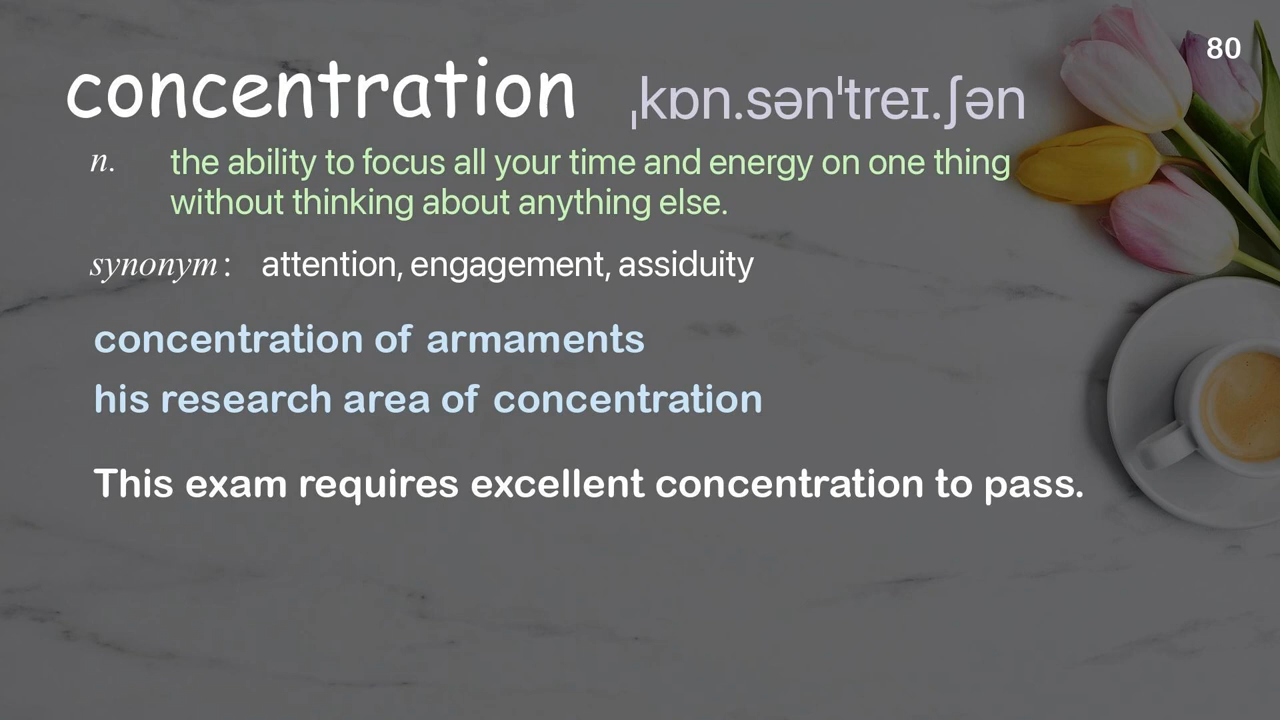 80
concentration ˌkɒn.sənˈtreɪ.ʃən
n. the ability to focus all your time and energy on one thing
without thinking about anything else.
synonym: attention, engagement, assiduity
concentration of armaments
his research area of concentration
This exam requires excellent concentration to pass.